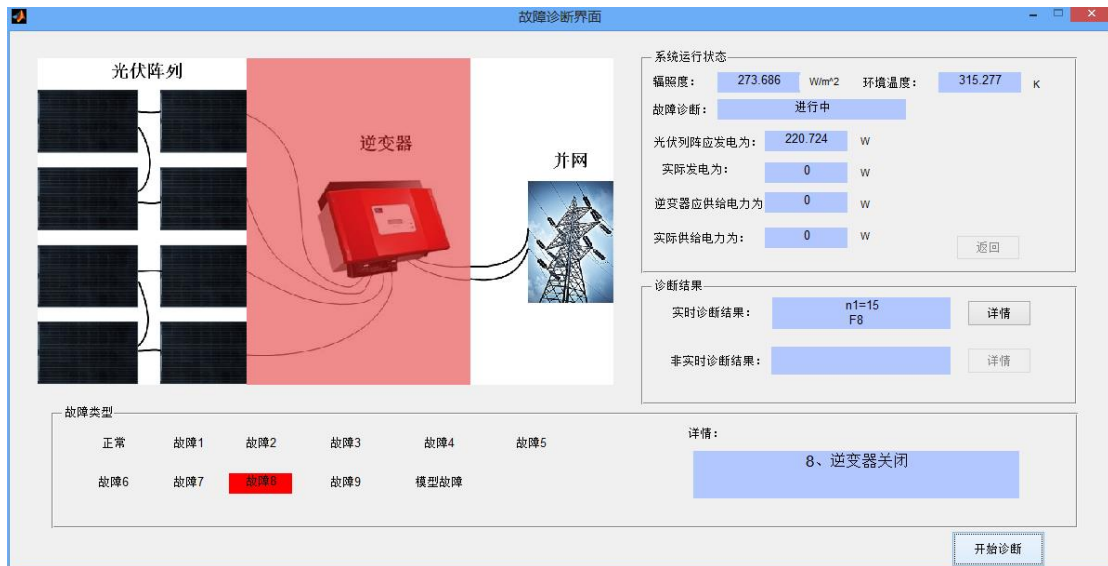 故障诊断界面
光伏阵列
逆变器
并网
系统运行状态
辐照度： 273.686 W/m^2 环境温度： 315.277 K
故障诊断： 进行中
光伏列阵应发电为： 220.724 W
实际发电为： 0 W
逆变器应供给电力为 0 W
实际供给电力为： 0 W
返回
诊断结果
实时诊断结果： n1=15
F8
详情
非实时诊断结果： 详情
故障类型
正常 故障1 故障2 故障3 故障4 故障5
故障6 故障7 故障8 故障9 模型故障
详情：
8、逆变器关闭
开始诊断